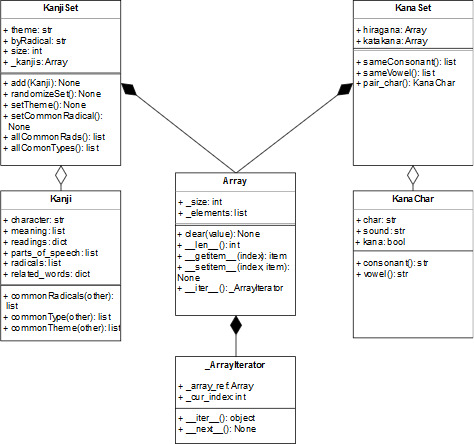 KanjiSet
+ theme: str
+ byRadical: str
+ size: int
+ _kanjis: Array
+ add(Kanji): None
+ randomizeSet(): None
+ setTheme(): None
+ setCommonRadical():
None
+ allCommonRads(): list
+ allComonTypes(): list
KanaSet
+ hiragana: Array
+ katakana: Array
+ sameConsonant(): list
+ sameVowel(): list
+ pair_char(): KanaChar
Kanji
+ character: str
+ meaning: list
+ readings: dict
+ parts_of_speech: list
+ radicals: list
+ related_words: dict
+ commonRadicals(other):
list
+ commonType(other): list
+ commonTheme(other): list
Array
+ _size: int
+ _elements: list
clear(value): None
+ __len__(): int
+ __getitem__(index): item
+ __setitem__(index, item):
None
+ __iter__(): _ArrayIterator
KanaChar
+ char: str
+ sound: str
+ kana: bool
+ consonant(): str
+ vowel(): str
_ArrayIterator
+ _array_ref: Array
+ _cur_index: int
+ __iter__(): object
+ __next__(): None